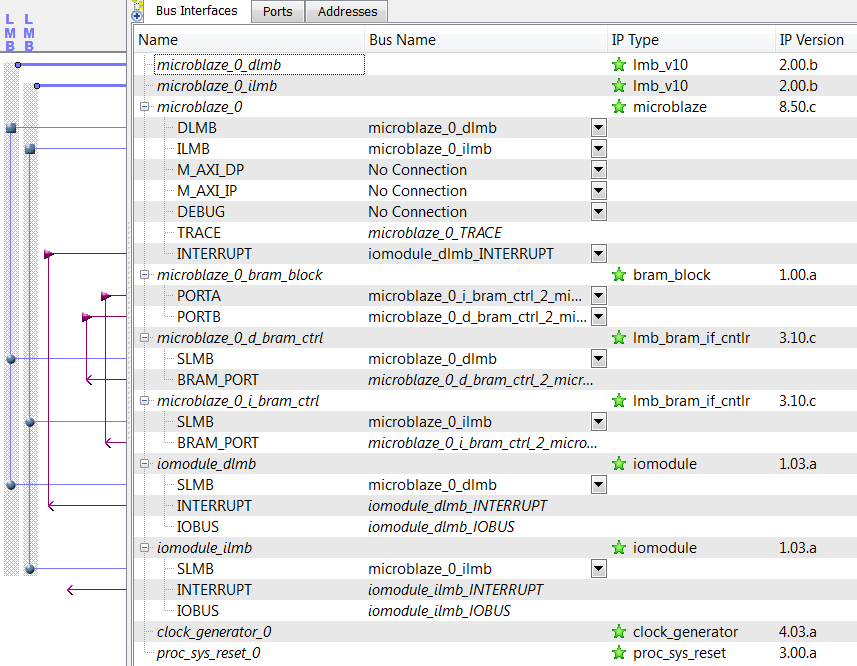 L L
M M
B B
Bus Interfaces Ports Addresses
Name Bus Name IP Type IP Version
microblaze_0_dlmb lmb_v10 2.00.b
microblaze_0_ilmb lmb_v10 2.00.b
microblaze_0 microblaze 8.50.c
DLMB microblaze_0_dlmb
ILMB microblaze_0_ilmb
M_AXI_DP No Connection
M_AXI_IP No Connection
DEBUG No Connection
TRACE microblaze_0_TRACE
INTERRUPT iomodule_dlmb_INTERRUPT
microblaze_0_bram_block bram_block 1.00.a
PORTA microblaze_0_i_bram_ctrl_2_mi...
PORTB microblaze_0_d_bram_ctrl_2_mi...
microblaze_0_d_bram_ctrl lmb_bram_if_cntlr 3.10.c
SLMB microblaze_0_dlmb
BRAM_PORT microblaze_0_d_bram_ctrl_2_micr...
microblaze_0_i_bram_ctrl lmb_bram_if_cntlr 3.10.c
SLMB microblaze_0_ilmb
BRAM_PORT microblaze_0_i_bram_ctrl_2_micro...
iomodule_dlmb iomodule 1.03.a
SLMB microblaze_0_dlmb
INTERRUPT iomodule_dlmb_INTERRUPT
IOBUS iomodule_dlmb_IOBUS
iomodule_ilmb iomodule 1.03.a
SLMB microblaze_0_ilmb
INTERRUPT iomodule_ilmb_INTERRUPT
IOBUS iomodule_ilmb_IOBUS
clock_generator_0 clock_generator 4.03.a
proc_sys_reset_0 proc_sys_reset 3.00.a